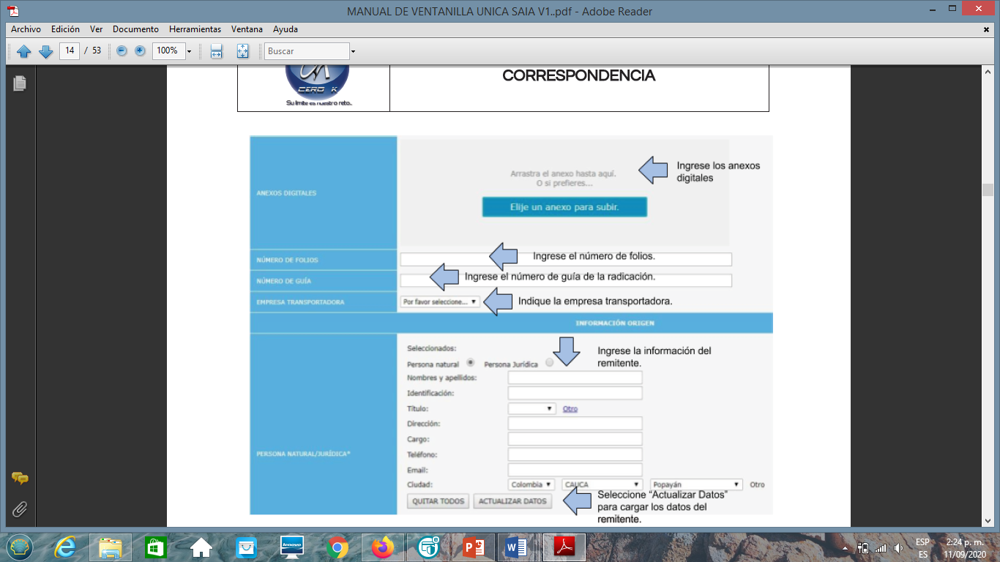 MANUAL DE VENTANILLA UNICA SAIA V1..pdf - Adobe Reader
Archivo Edición Ver Documento Herramientas Ventana Ayuda
14 / 53 100% Buscar
CERO K
Su limite es nuestro reto.
CORRESPONDENCIA
ANEXOS DIGITALES
Arrastra el anexo hasta aquí.
O si prefieres...
Elije un anexo para subir.
Ingrese los anexos
digitales
NÚMERO DE FOLIOS
Ingrese el número de folios.
NÚMERO DE GUÍA
Ingrese el número de guía de la radicación.
EMPRESA TRANSPORTADORA
Por favor seleccione...
Indique la empresa transportadora.
INFORMACIÓN ORIGEN
PERSONA NATURAL/JURÍDICA*
Seleccionados:
Persona natural Persona Jurídica
Ingrese la información del
remitente.
Nombres y apellidos:
Identificación:
Título: Otro
Dirección:
Cargo:
Teléfono:
Email:
Ciudad: Colombia CAUCA Popayán Otro
QUITAR TODOS ACTUALIZAR DATOS
Seleccione “Actualizar Datos”
para cargar los datos del
remitente.
lenovo
ESP
ES
2:24 p. m.
11/09/2020